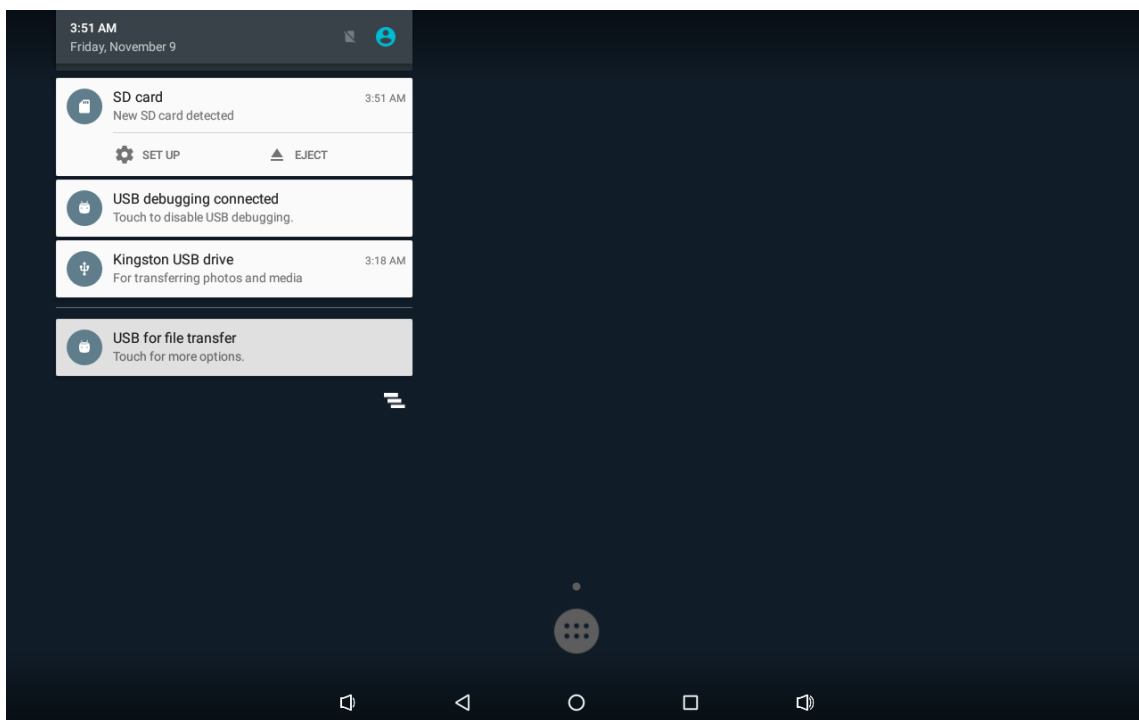 3:51 AM
Friday, November 9
SD card 3:51 AM
New SD card detected
SET UP EJECT
USB debugging connected
Touch to disable USB debugging.
Kingston USB drive 3:18 AM
For transferring photos and media
USB for file transfer
Touch for more options.